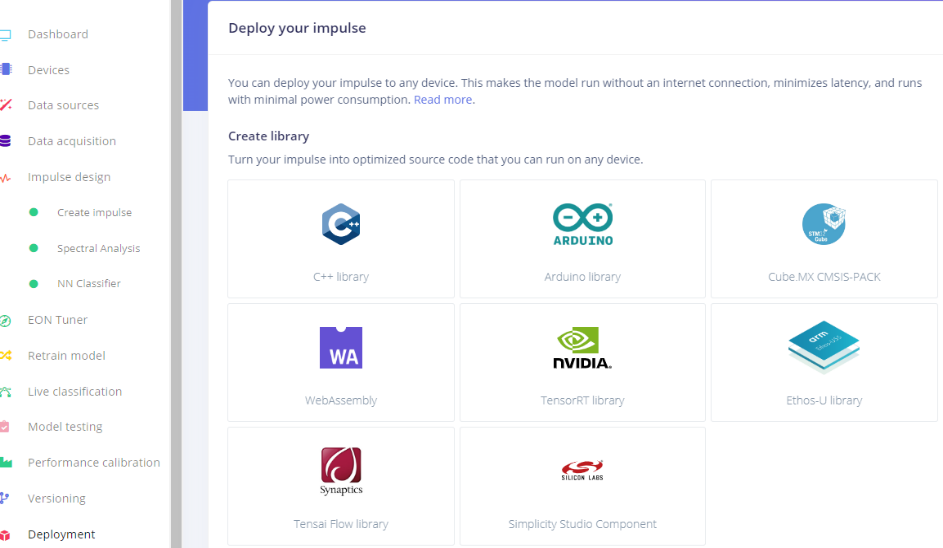 Dashboard
Devices
Data sources
Data acquisition
Impulse design
Create impulse
Spectral Analysis
NN Classifier
EON Tuner
Retrain model
Live classification
Model testing
Performance calibration
Versioning
Deployment
Deploy your impulse
You can deploy your impulse to any device. This makes the model run without an internet connection, minimizes latency, and runs
with minimal power consumption. Read more.
Create library
Turn your impulse into optimized source code that you can run on any device.
C++
C++ library
ARDUINO
Arduino library
STM32
Cube
Cube.MX CMSIS-PACK
WA
WebAssembly
NVIDIA.
TensorRT library
arm
Ethos-U library
Synaptics
Tensai Flow library
SILICON LABS
Simplicity Studio Component